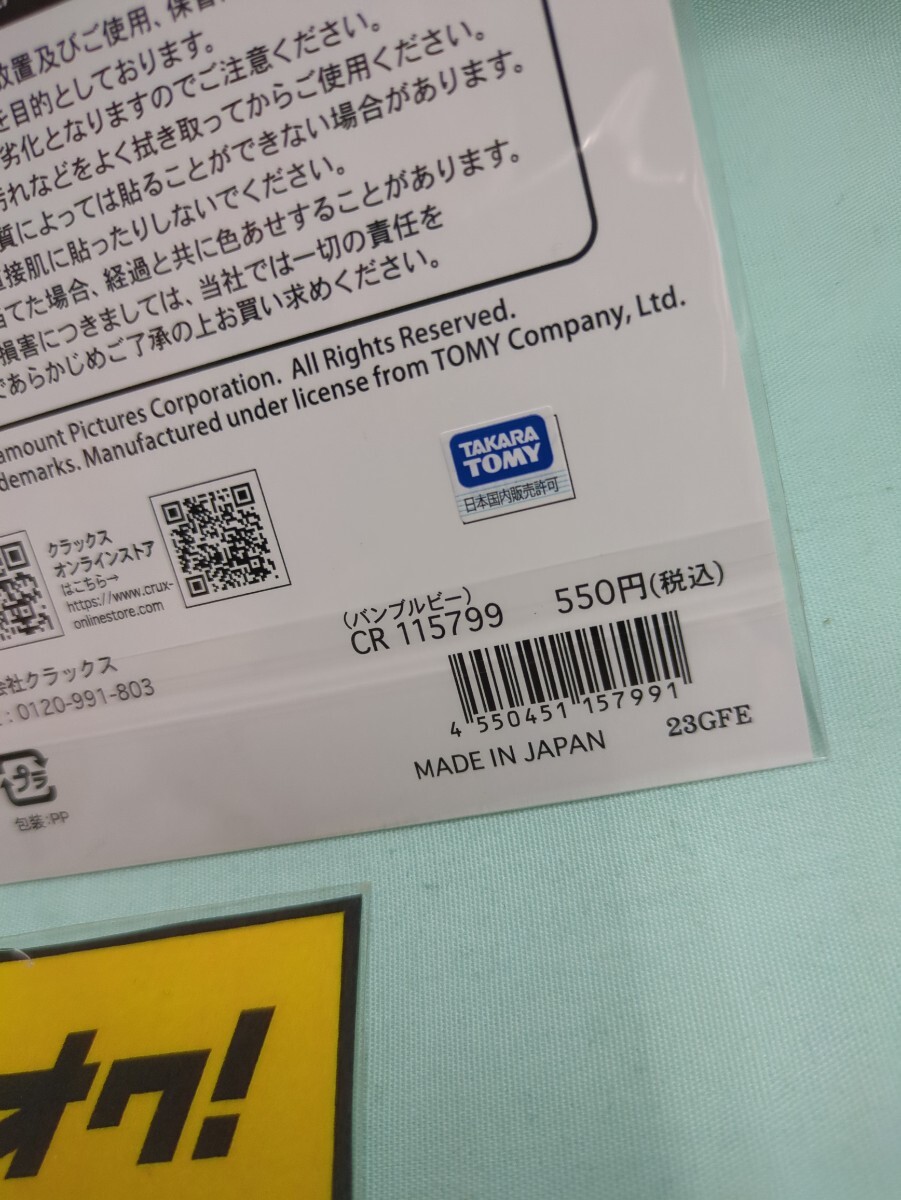 放置及びご使用、保管
を目的としております。
劣化となりますのでご注意ください。
汚れなどをよく拭き取ってからご使用ください。
質によっては貼ることができない場合があります。
直接肌に貼ったりしないでください。
当てた場合、経過と共に色あせすることがあります。
損害につきましては、当社では一切の責任を
であらかじめご了承の上お買い求めください。
amount Pictures Corporation. All Rights Reserved.
demarks. Manufactured under license from TOMY Company, Ltd.
TAKARA
TOMY
日本国内販売許可
クラックス
オンラインストア
はこちら→
https://www.crux-
onlinestore.com
(バンブルビー)
CR 115799 550円(税込)
会社クラックス
: 0120-991-803
4 550451 157991
MADE IN JAPAN 23GFE
プラ
包装:PP
オク!